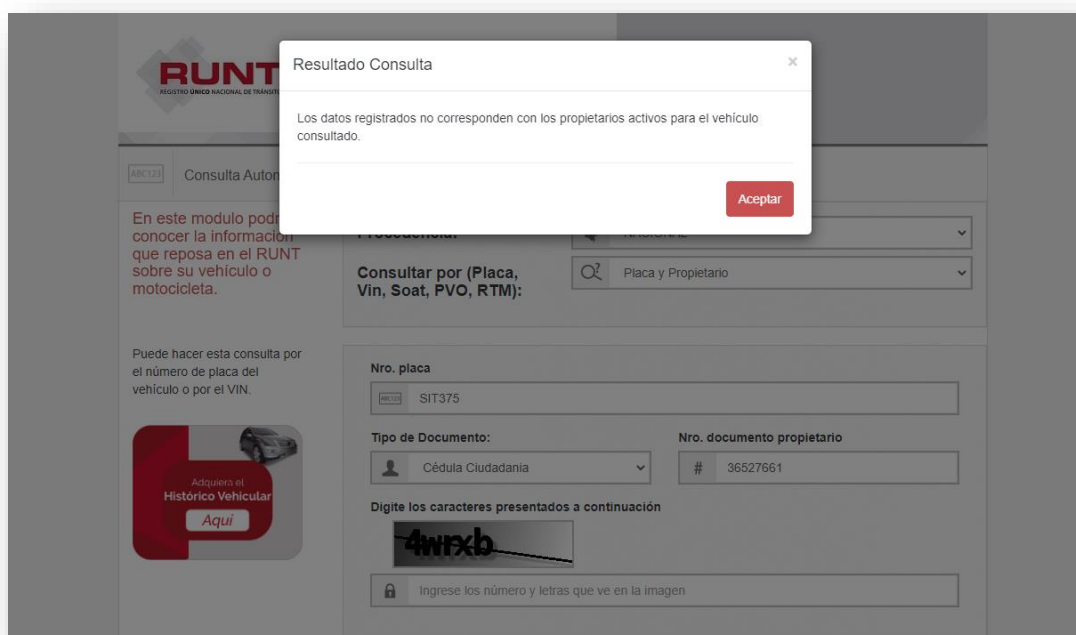 RUNT
REGISTRO ÚNICO NACIONAL DE TRÁNSITO
Resultado Consulta
×
Los datos registrados no corresponden con los propietarios activos para el vehículo
consultado.
Aceptar
ABC123
Consulta Autom
En este modulo podr
conocer la información
que reposa en el RUNT
sobre su vehículo o
motocicleta.
Procedencia:
NACIONAL
Consultar por (Placa,
Vin, Soat, PVO, RTM):
Placa y Propietario
Puede hacer esta consulta por
el número de placa del
vehículo o por el VIN.
Adquiera el
Histórico Vehicular
Aquí
Nro. placa
ABC123
SIT375
Tipo de Documento:
Cédula Ciudadania
Nro. documento propietario
#
36527661
Digite los caracteres presentados a continuación
4wrxb
Ingrese los número y letras que ve en la imagen